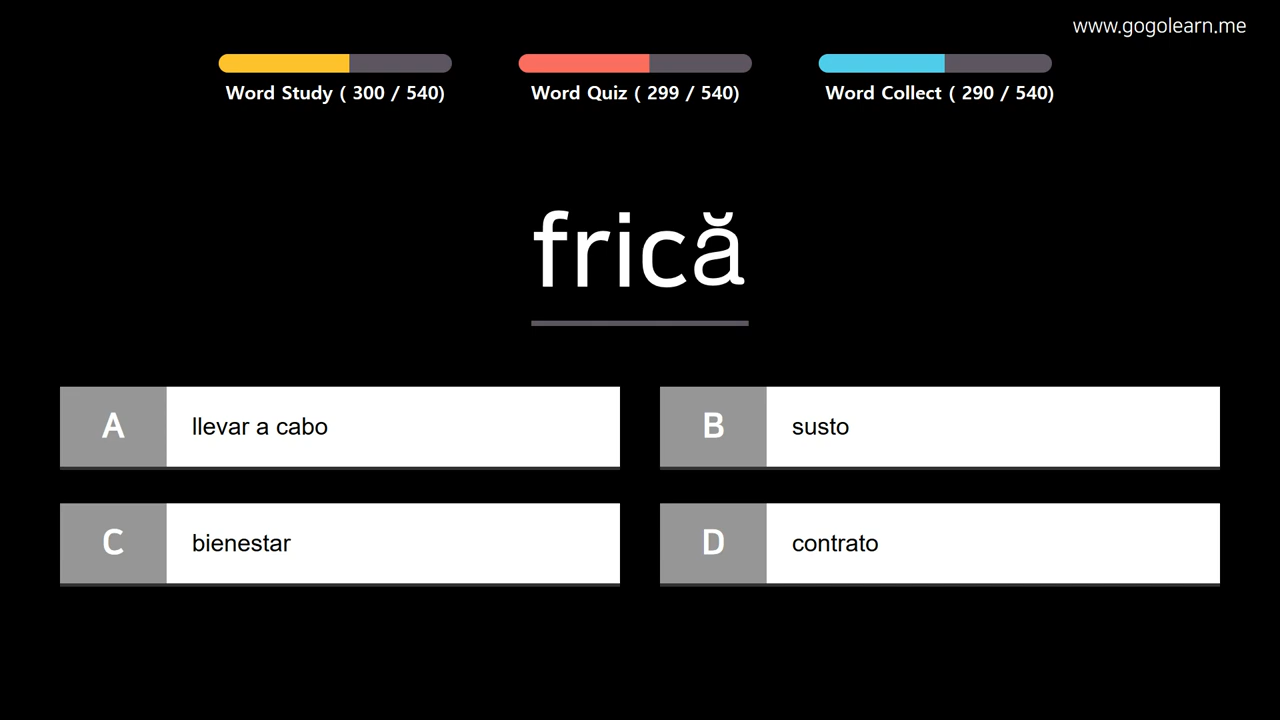 www.gogolearn.me
Word Study ( 300 / 540)
Word Quiz ( 299 / 540)
Word Collect ( 290 / 540)
frică
A llevar a cabo
B susto
C bienestar
D contrato